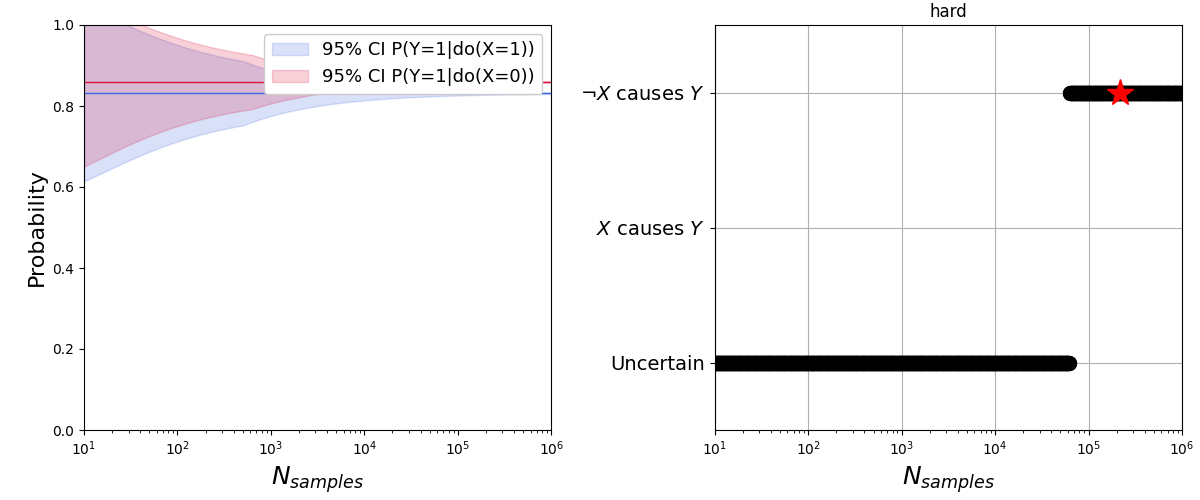 hard
1.0
0.8
0.6
0.4
0.2
0.0
Probability
95% CI P(Y=1|do(X=1))
95% CI P(Y=1|do(X=0))
10¹ 10² 10³ 10⁴ 10⁵ 10⁶
N_samples
¬X causes Y
X causes Y
Uncertain
10¹ 10² 10³ 10⁴ 10⁵ 10⁶
N_samples